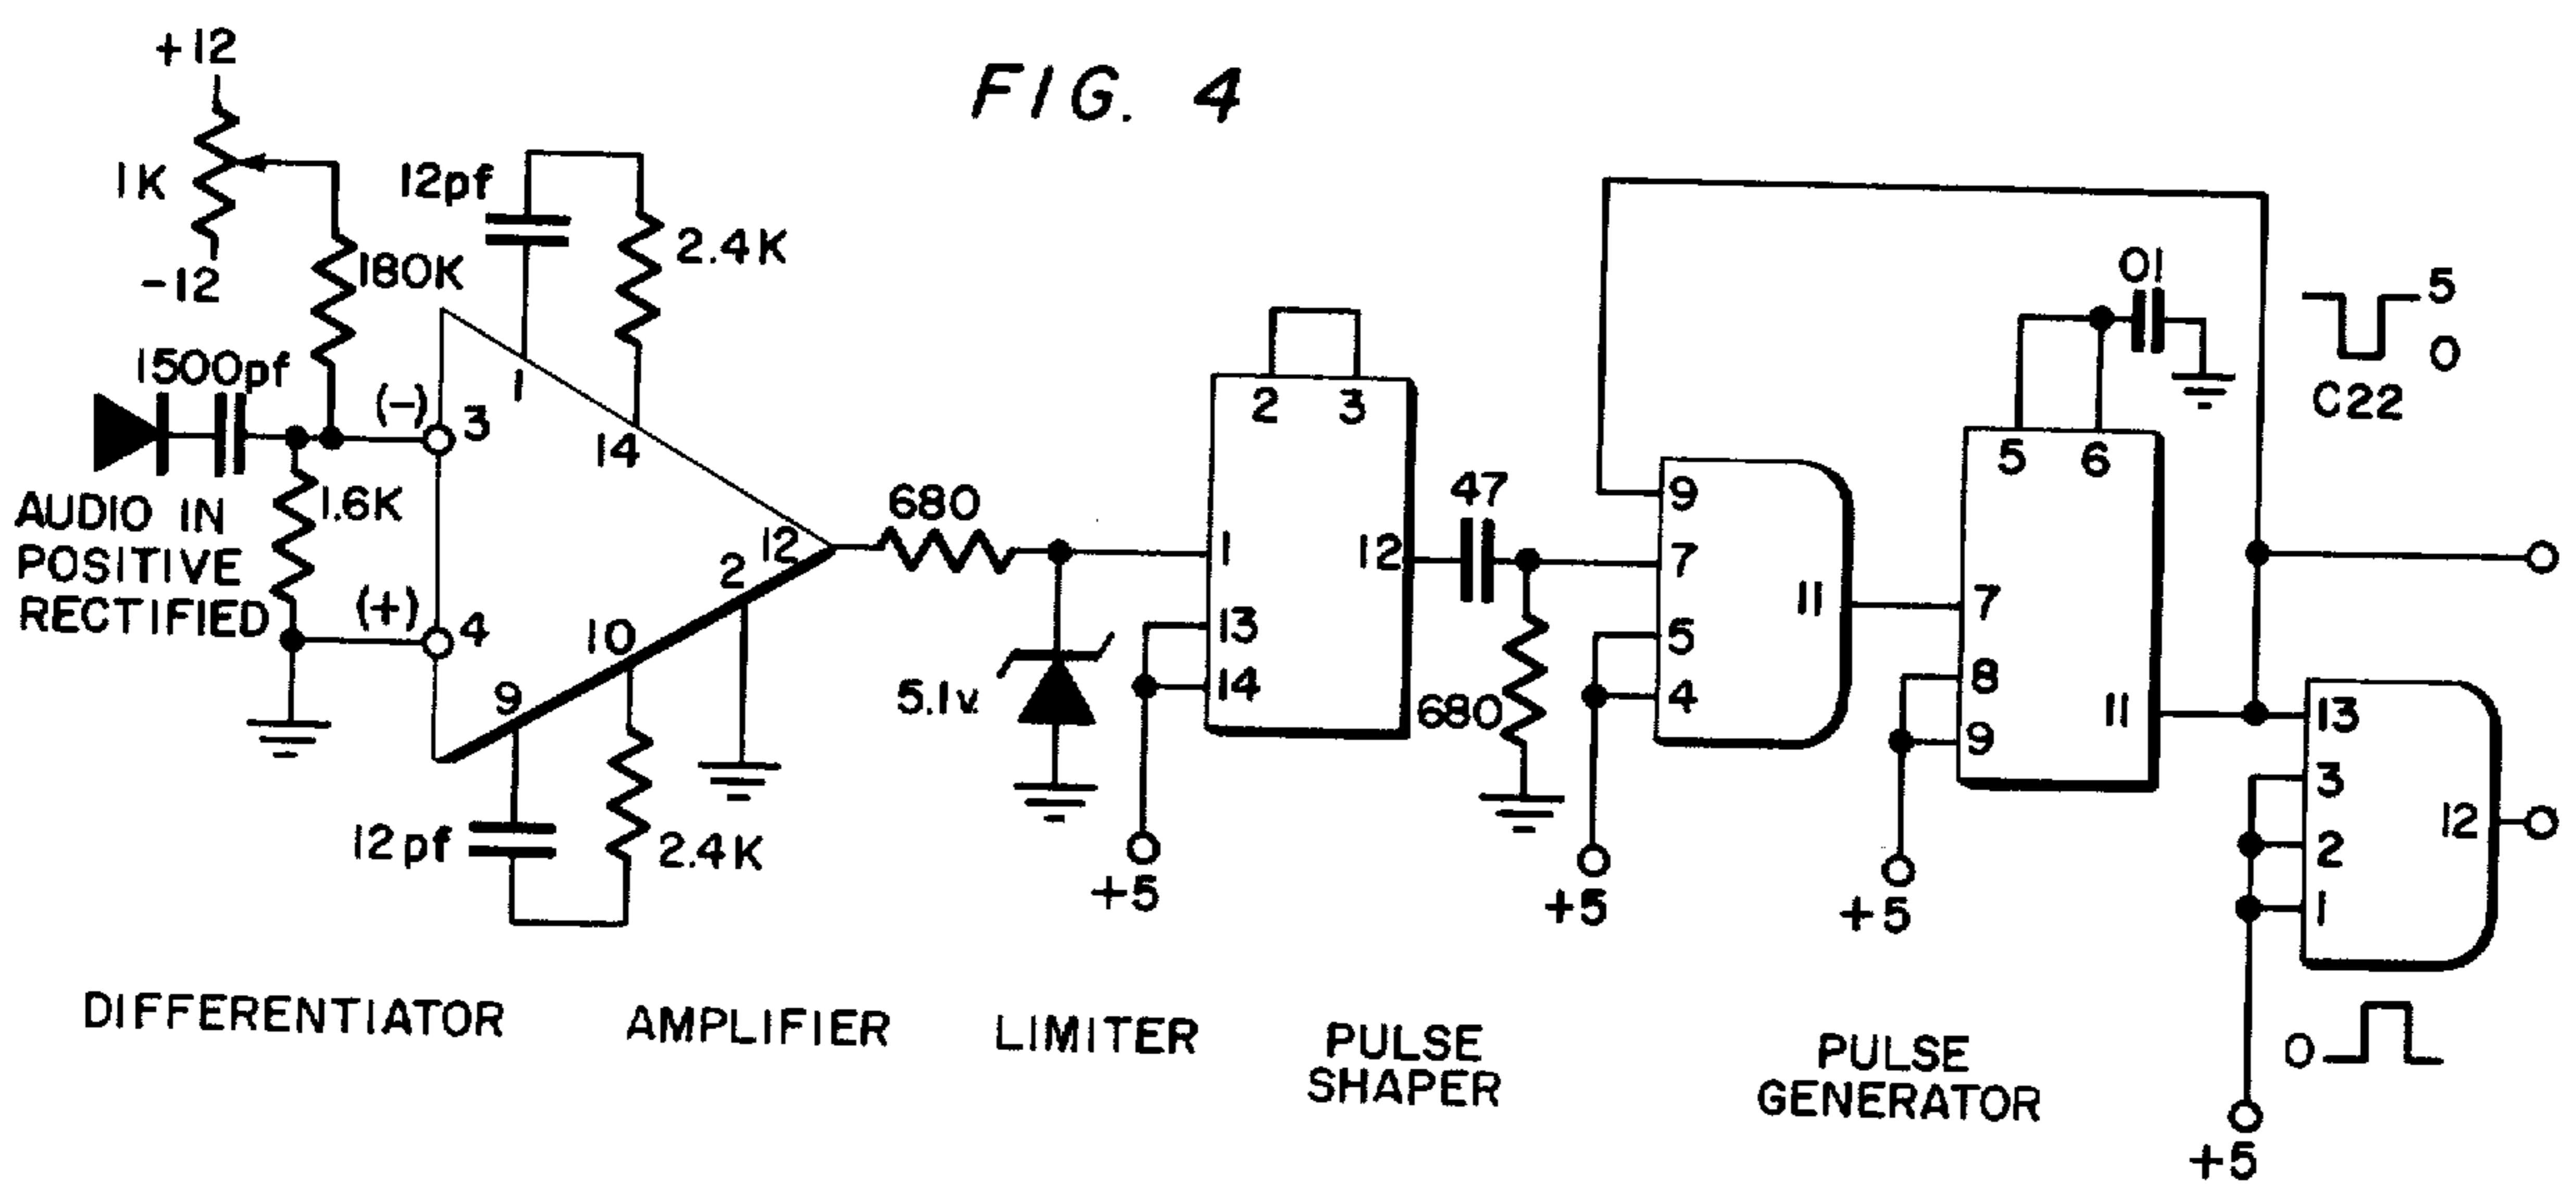 FIG. 4
+12
1K
-12
180K
12pf
2.4K
1500pf
(-)
3
1
14
AUDIO IN
POSITIVE
RECTIFIED
1.6K
(+)
4
9
10
2
12
12pf
2.4K
680
5.1v.
2
3
1
12
13
14
+5
47
680
9
7
5
4
11
+5
01
5
6
7
8
9
11
+5
5
0
C22
13
3
2
1
12
0
+5
DIFFERENTIATOR
AMPLIFIER
LIMITER
PULSE
SHAPER
PULSE
GENERATOR